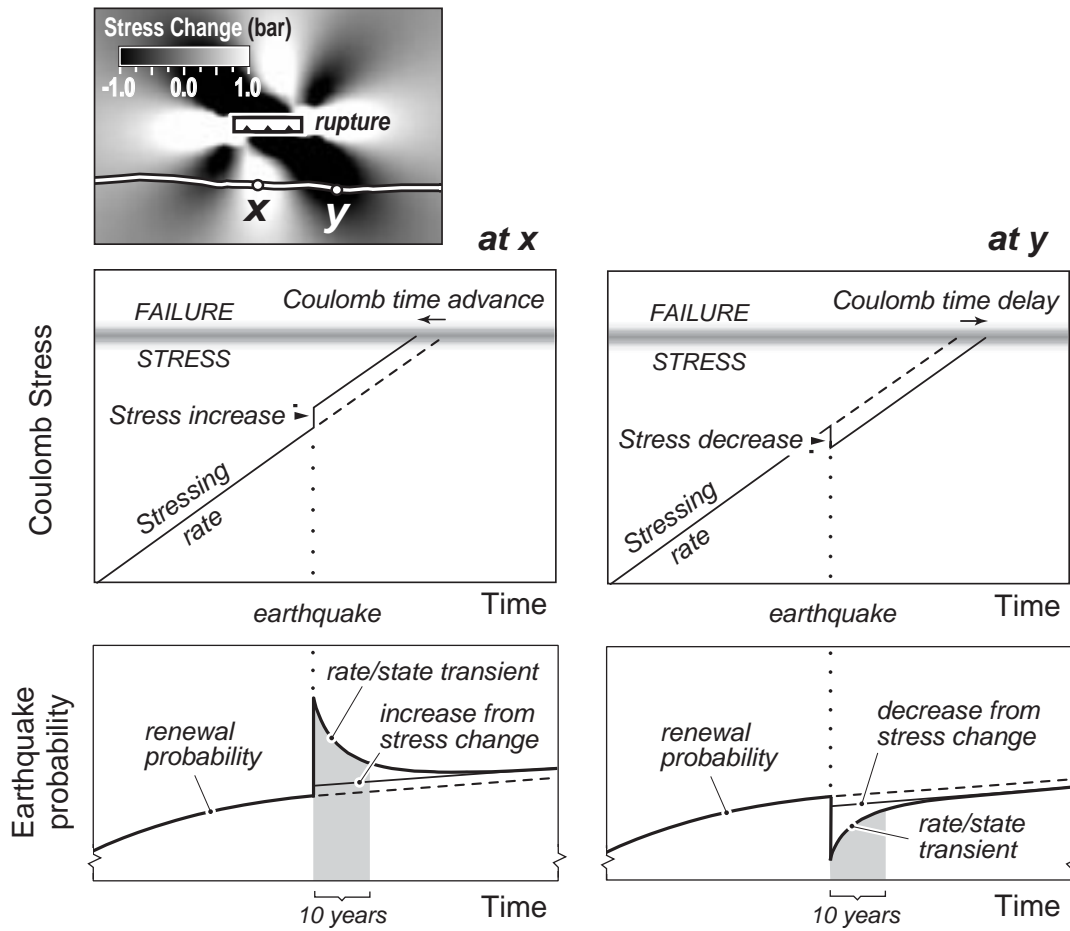 Stress Change (bar)
-1.0 0.0 1.0
rupture
x
y
at x
at y
Coulomb Stress
FAILURE
STRESS
Coulomb time advance
Stress increase
Stressing
rate
Time
earthquake
FAILURE
STRESS
Coulomb time delay
Stress decrease
Stressing
rate
Time
earthquake
Earthquake
probability
renewal
probability
rate/state transient
increase from
stress change
10 years
Time
renewal
probability
decrease from
stress change
rate/state
transient
10 years
Time